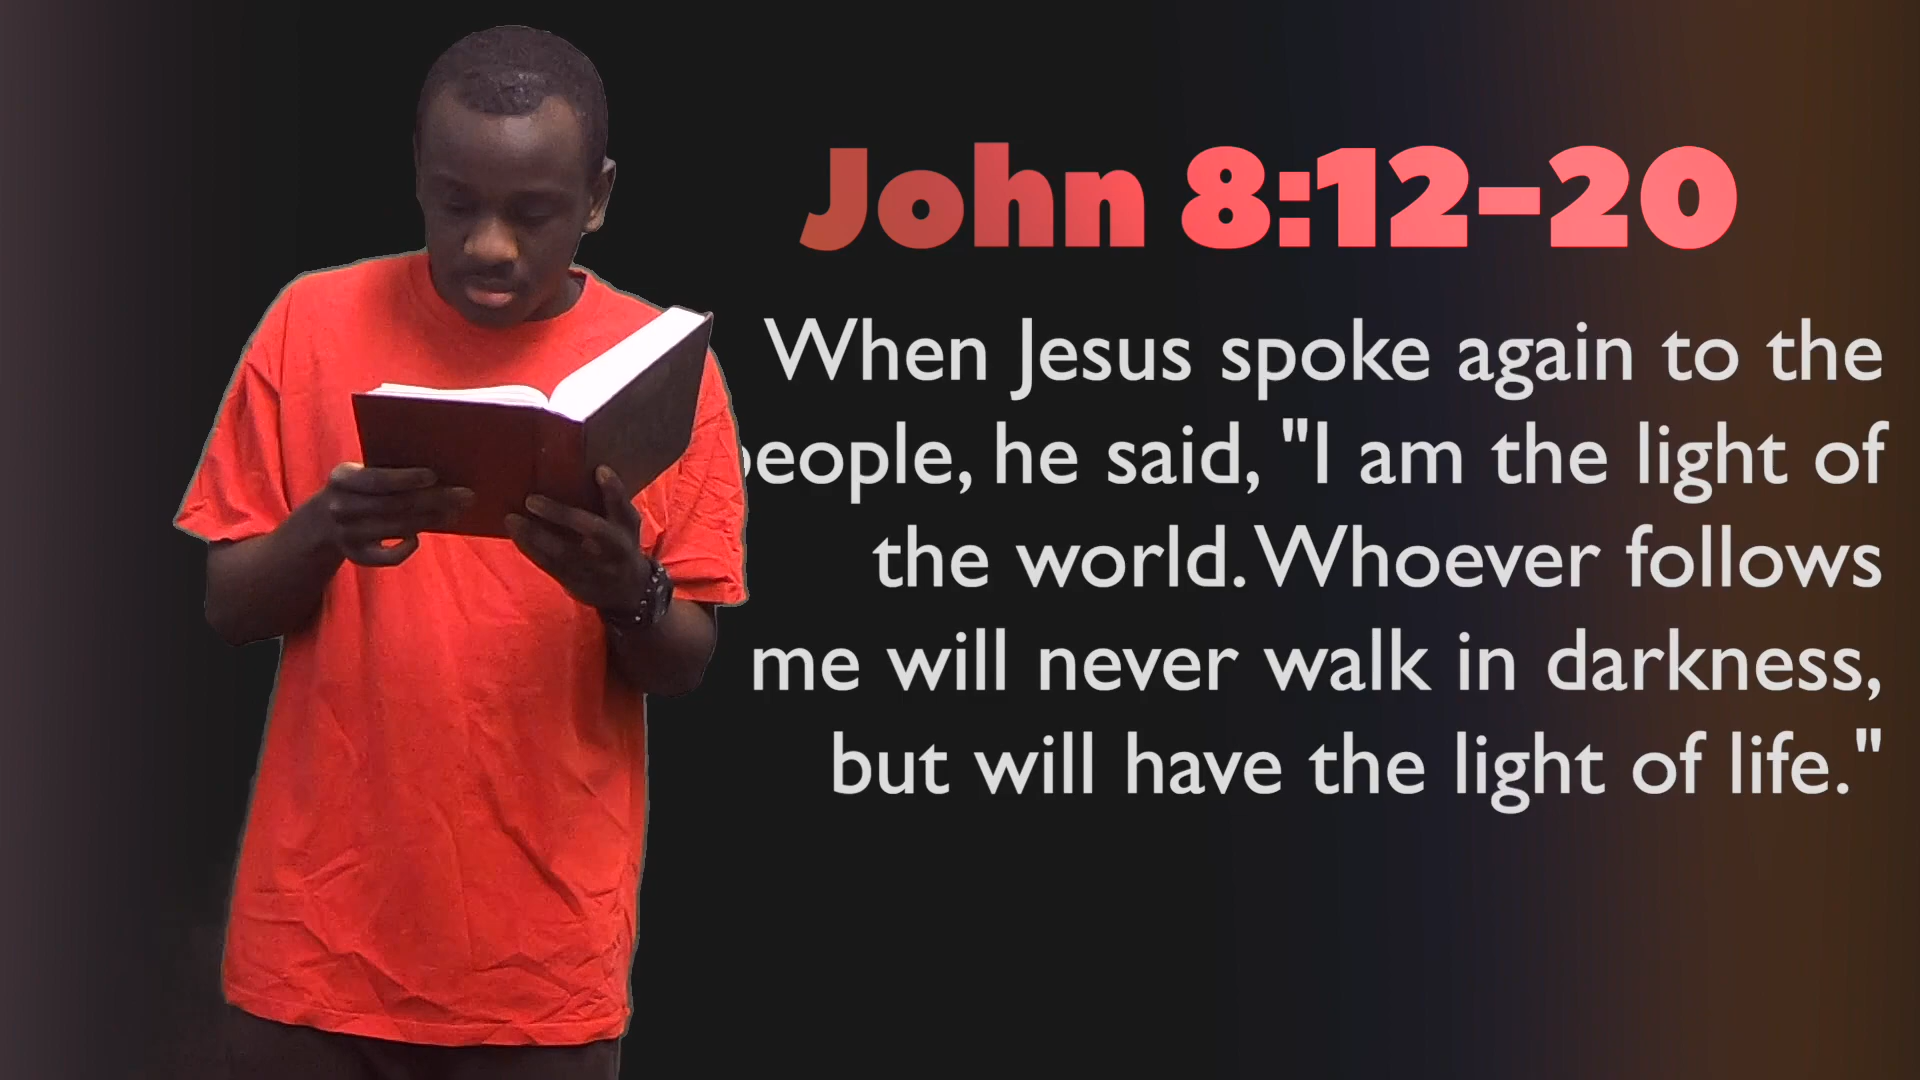 John 8:12-20
When Jesus spoke again to the
people, he said, "I am the light of
the world. Whoever follows
me will never walk in darkness,
but will have the light of life."